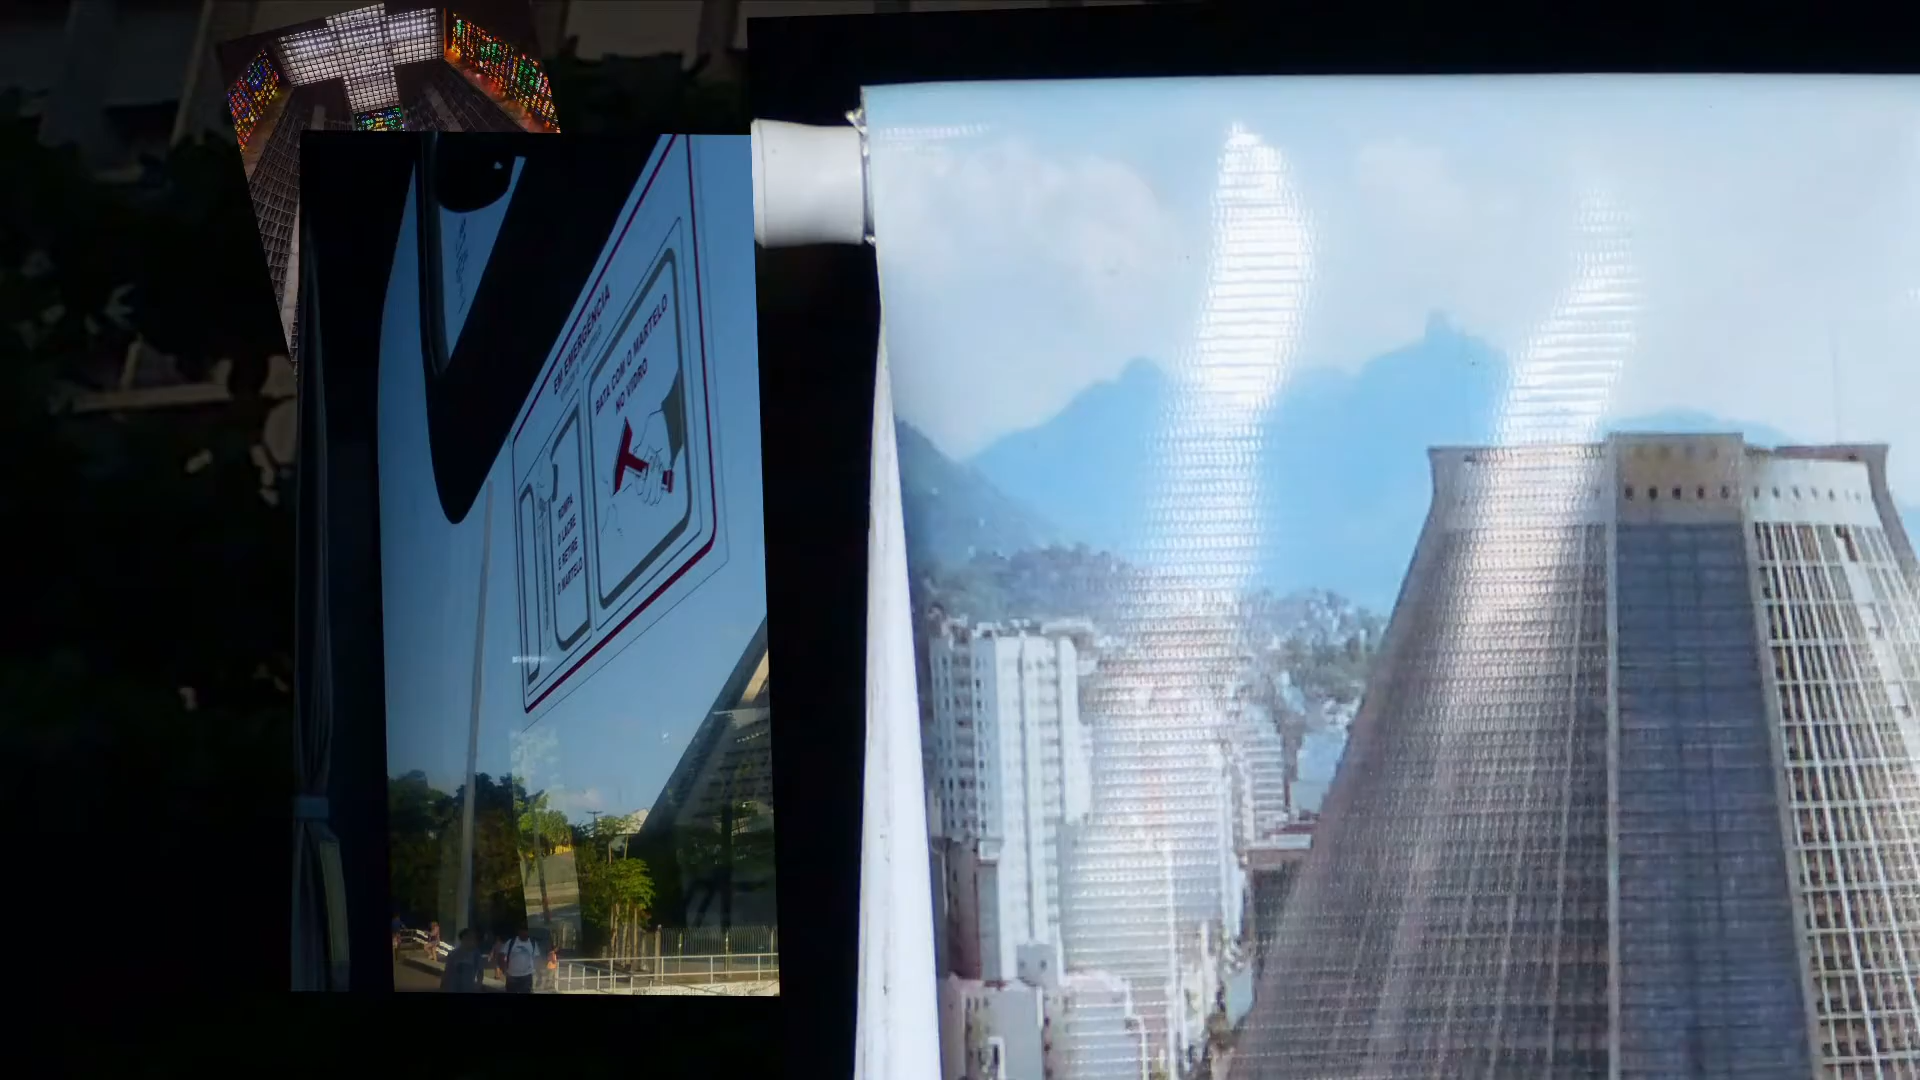 EM EMERGÊNCIA
BATA COM O MARTELO
NO VIDRO
ROMPA
O LACRE
E RETIRE
O MARTELO